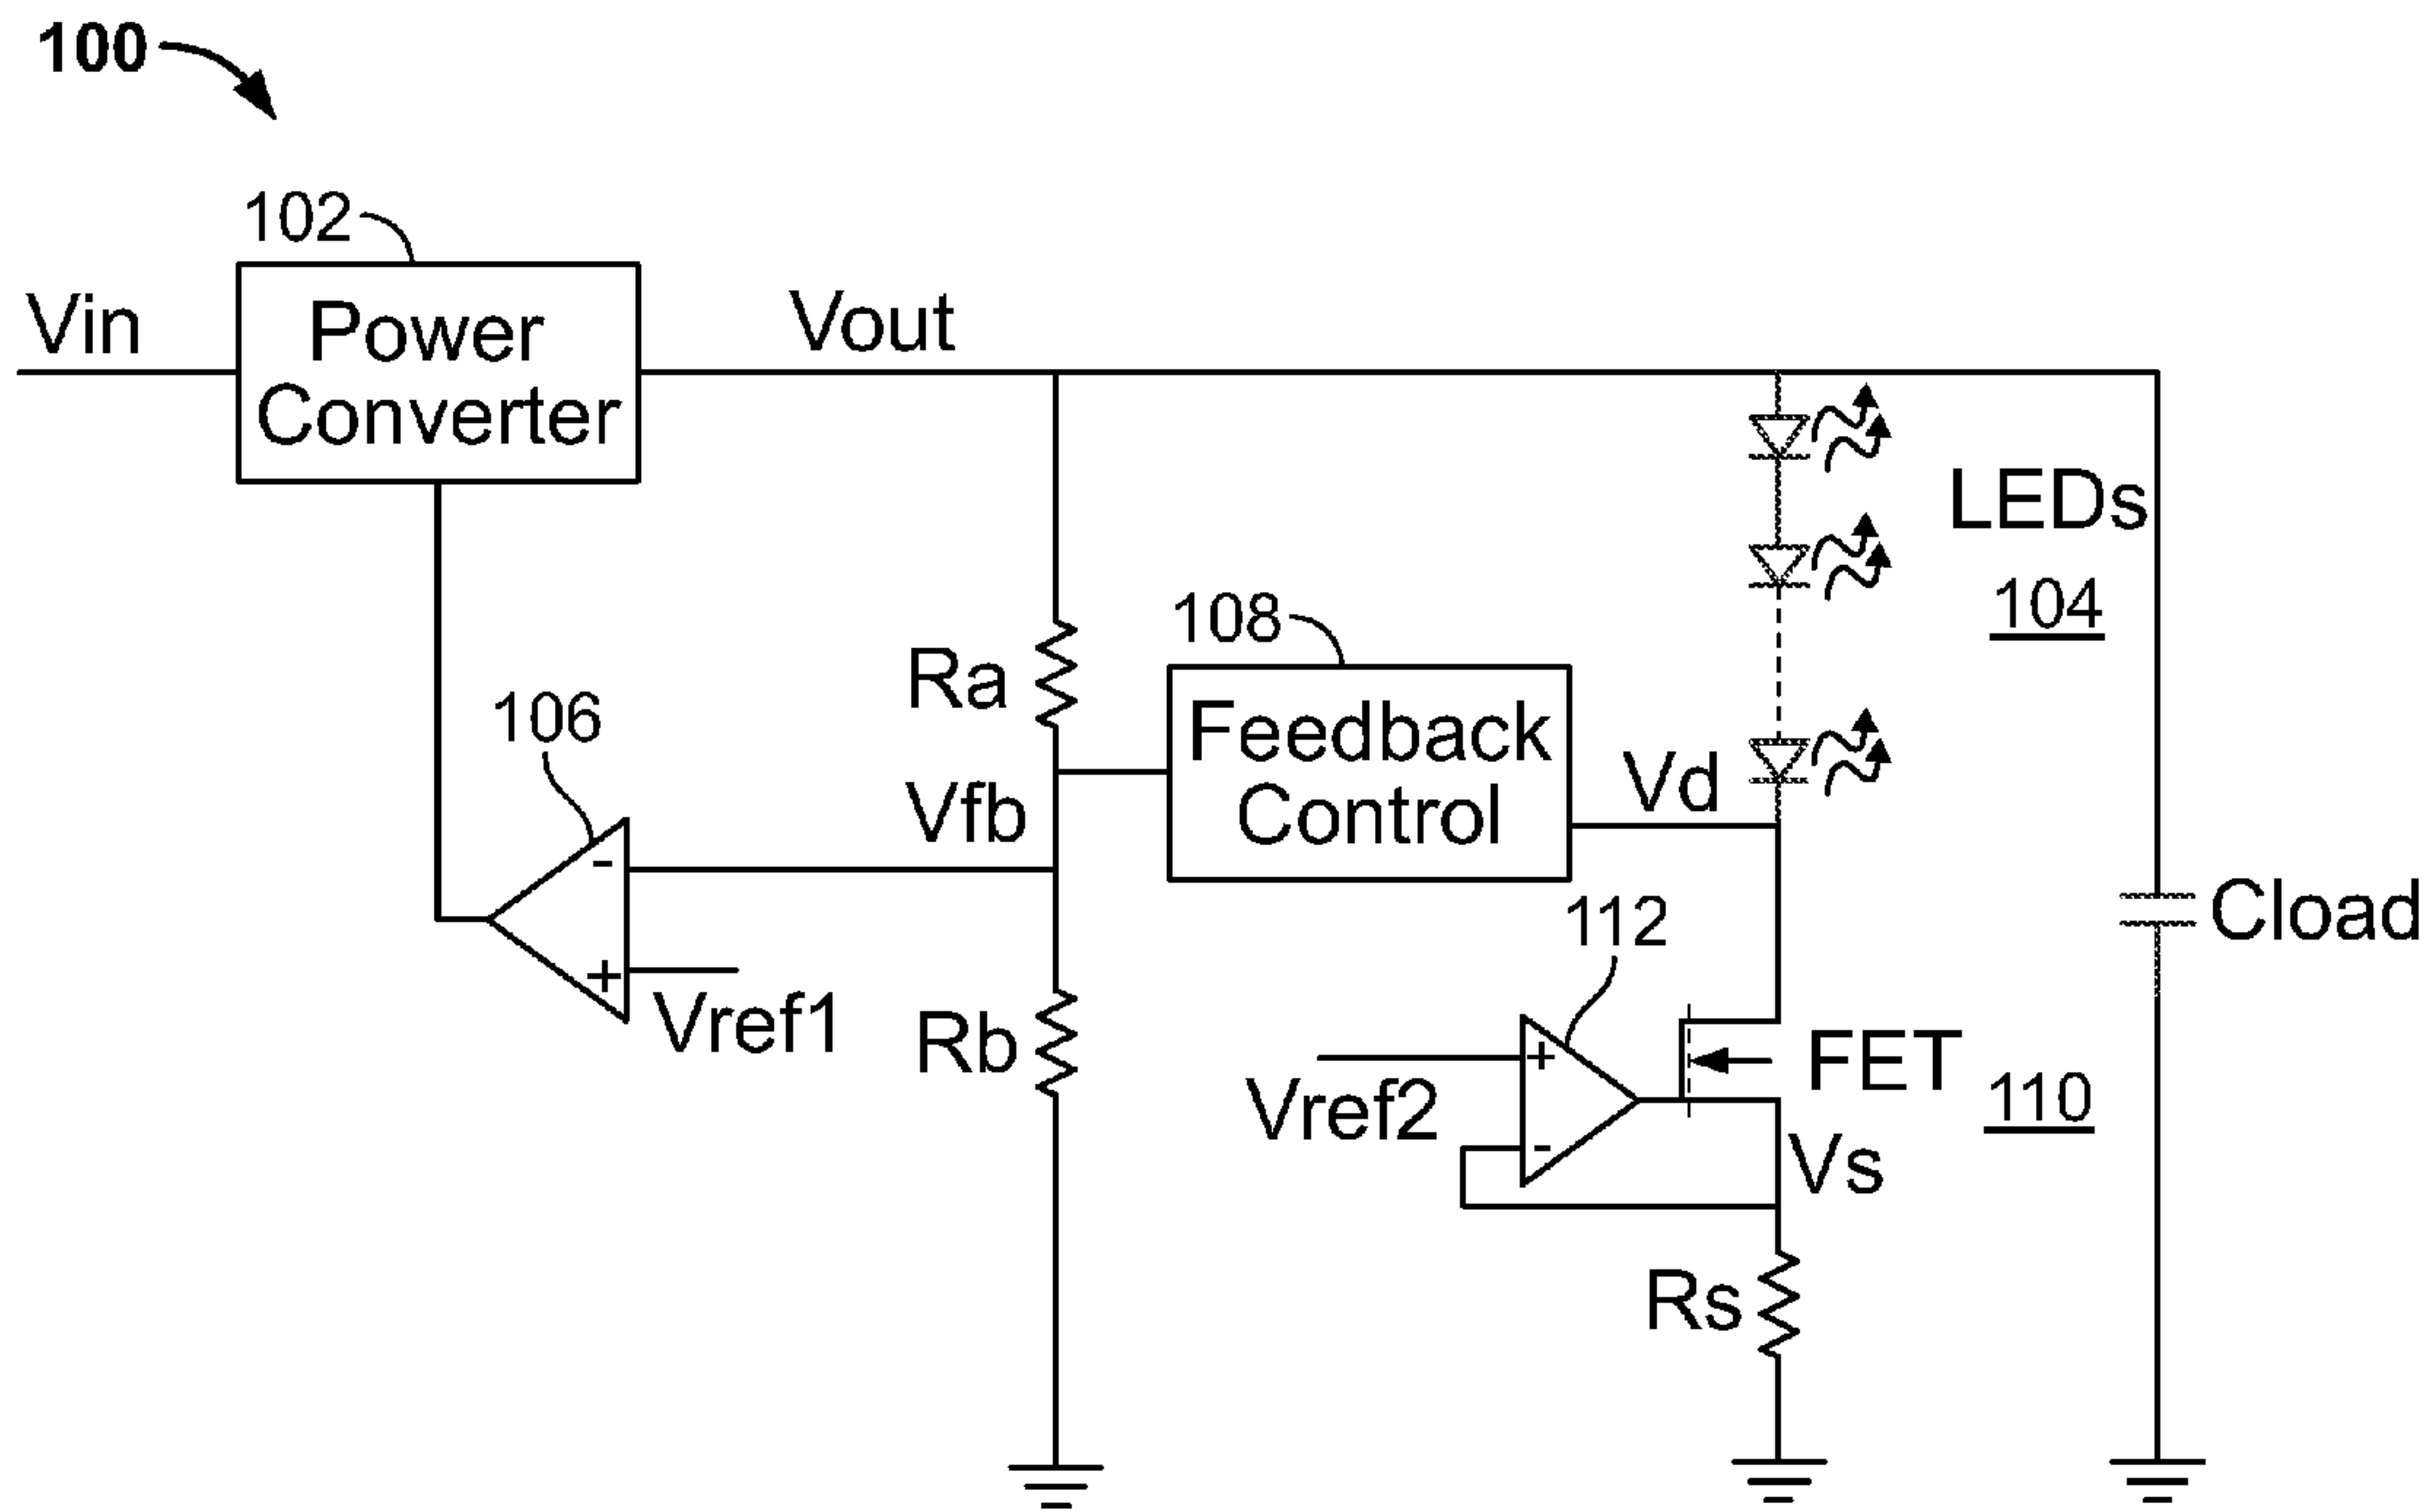 100
102
Vin
Power
Converter
Vout
LEDs
104
108
Ra
Feedback
Control
106
Vfb
Vd
-
+
Vref1
112
Cload
Rb
+
-
Vref2
FET
110
Vs
Rs